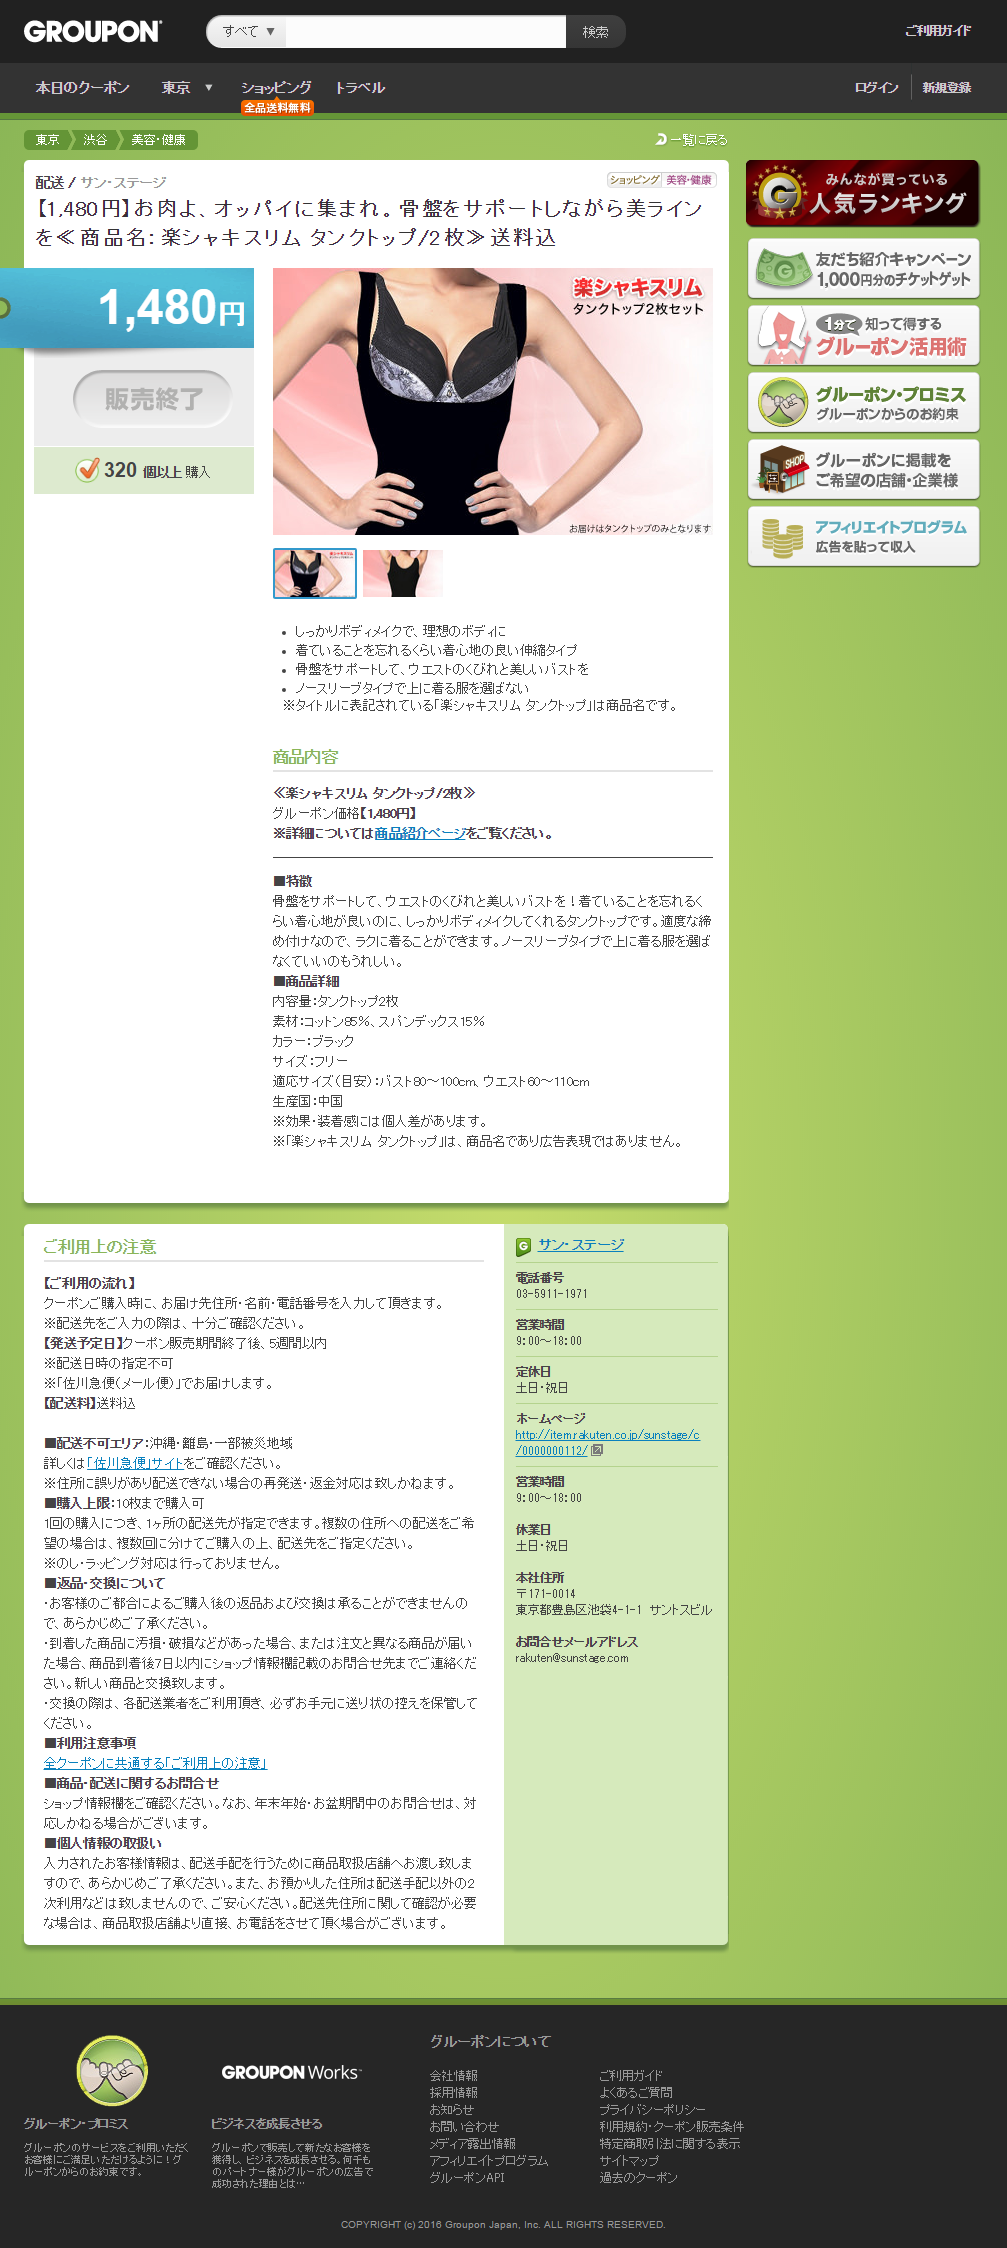 GROUPON
すべて ▼
検索
ご利用ガイド
本日のクーポン
東京 ▼
ショッピング
全品送料無料
トラベル
ログイン
新規登録
東京
渋谷
美容・健康
一覧に戻る
配送 / サン・ステージ
ショッピング 美容・健康
【1,480円】お肉よ、オッパイに集まれ。骨盤をサポートしながら美ライン
を≪商品名：楽シャキスリム タンクトップ/2枚≫送料込
1,480円
販売終了
320 個以上 購入
楽シャキスリム
タンクトップ2枚セット
お届けはタンクトップのみとなります
• しっかりボディメイクで、理想のボディに
• 着ていることを忘れるくらい着心地の良い伸縮タイプ
• 骨盤をサポートして、ウエストのくびれと美しいバストを
• ノースリーブタイプで上に着る服を選ばない
※タイトルに表記されている「楽シャキスリム タンクトップ」は商品名です。
商品内容
≪楽シャキスリム タンクトップ/2枚≫
グルーポン価格【1,480円】
※詳細については商品紹介ページをご覧ください。
■特徴
骨盤をサポートして、ウエストのくびれと美しいバストを！着ていることを忘れるく
らい着心地が良いのに、しっかりボディメイクしてくれるタンクトップです。適度な締
め付けなので、ラクに着ることができます。ノースリーブタイプで上に着る服を選ば
なくていいのもうれしい。
■商品詳細
内容量：タンクトップ2枚
素材：コットン85％、スパンデックス15％
カラー：ブラック
サイズ：フリー
適応サイズ（目安）：バスト80～100cm、ウエスト60～110cm
生産国：中国
※効果・装着感には個人差があります。
※「楽シャキスリム タンクトップ」は、商品名であり広告表現ではありません。
みんなが買っている
人気ランキング
友だち紹介キャンペーン
1,000円分のチケットゲット
1分で 知って得する
グルーポン活用術
グルーポン・プロミス
グルーポンからのお約束
SHOP
グルーポンに掲載を
ご希望の店舗・企業様
アフィリエイトプログラム
広告を貼って収入
ご利用上の注意
【ご利用の流れ】
クーポンご購入時に、お届け先住所・名前・電話番号を入力して頂きます。
※配送先をご入力の際は、十分ご確認ください。
【発送予定日】クーポン販売期間終了後、5週間以内
※配送日時の指定不可
※「佐川急便（メール便）」でお届けします。
【配送料】送料込
■配送不可エリア：沖縄・離島・一部被災地域
詳しくは「佐川急便」サイトをご確認ください。
※住所に誤りがあり配送できない場合の再発送・返金対応は致しかねます。
■購入上限：10枚まで購入可
1回の購入につき、1ヶ所の配送先が指定できます。複数の住所への配送をご希
望の場合は、複数回に分けてご購入の上、配送先をご指定ください。
※のし・ラッピング対応は行っておりません。
■返品・交換について
・お客様のご都合によるご購入後の返品および交換は承ることができませんの
で、あらかじめご了承ください。
・到着した商品に汚損・破損などがあった場合、または注文と異なる商品が届い
た場合、商品到着後7日以内にショップ情報欄記載のお問合せ先までご連絡くだ
さい。新しい商品と交換致します。
・交換の際は、各配送業者をご利用頂き、必ずお手元に送り状の控えを保管して
ください。
■利用注意事項
全クーポンに共通する「ご利用上の注意」
■商品・配送に関するお問合せ
ショップ情報欄をご確認ください。なお、年末年始・お盆期間中のお問合せは、対
応しかねる場合がございます。
■個人情報の取扱い
入力されたお客様情報は、配送手配を行うために商品取扱店舗へお渡し致しま
すので、あらかじめご了承ください。また、お預かりした住所は配送手配以外の2
次利用などは致しませんので、ご安心ください。配送先住所に関して確認が必要
な場合は、商品取扱店舗より直接、お電話をさせて頂く場合がございます。
サン・ステージ
電話番号
03-5911-1971
営業時間
9：00～18：00
定休日
土日・祝日
ホームページ
http://item.rakuten.co.jp/sunstage/c
/0000000112/
営業時間
9：00～18：00
休業日
土日・祝日
本社住所
〒171-0014
東京都豊島区池袋4-1-1 サントスビル
お問合せメールアドレス
rakuten@sunstage.com
グルーポン・プロミス
グルーポンのサービスをご利用いただく
お客様にご満足いただけるように！グ
ルーポンからのお約束です。
GROUPON Works
ビジネスを成長させる
グルーポンで販売して新たなお客様を
獲得し、ビジネスを成長させる。何千も
のパートナー様がグルーポンの広告で
成功された理由とは…
グルーポンについて
会社情報
採用情報
お知らせ
お問い合わせ
メディア露出情報
アフィリエイトプログラム
グルーポンAPI
ご利用ガイド
よくあるご質問
プライバシーポリシー
利用規約・クーポン販売条件
特定商取引法に関する表示
サイトマップ
過去のクーポン
COPYRIGHT (c) 2016 Groupon Japan, Inc. ALL RIGHTS RESERVED.